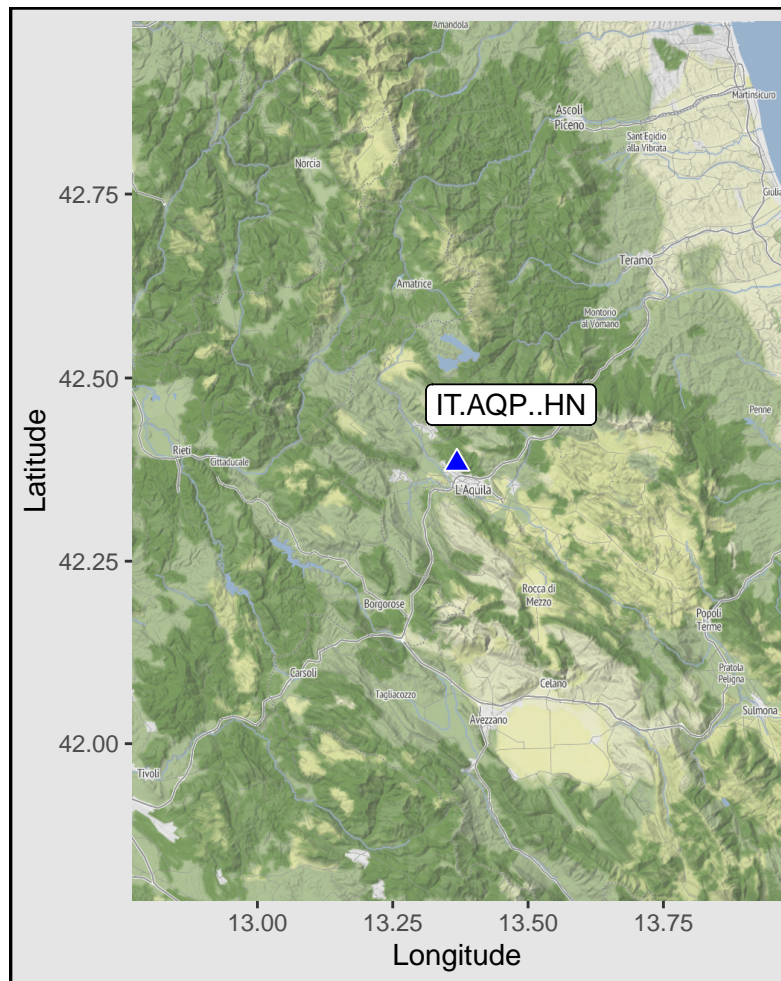 Amandola
Martinsicuro
Ascoli
Piceno
Sant'Egidio
alla Vibrata
Norcia
42.75
Giulia
Teramo
Amatrice
Montorio
al Vomano
42.50
IT.AQP..HN
Penne
Rieti
Cittaducale
L'Aquila
Latitude
42.25
Rocca di
Mezzo
Borgorose
Popoli
Terme
Carsoli
Pratola
Peligna
Celano
Tagliacozzo
Sulmona
Avezzano
42.00
Tivoli
13.00 13.25 13.50 13.75
Longitude